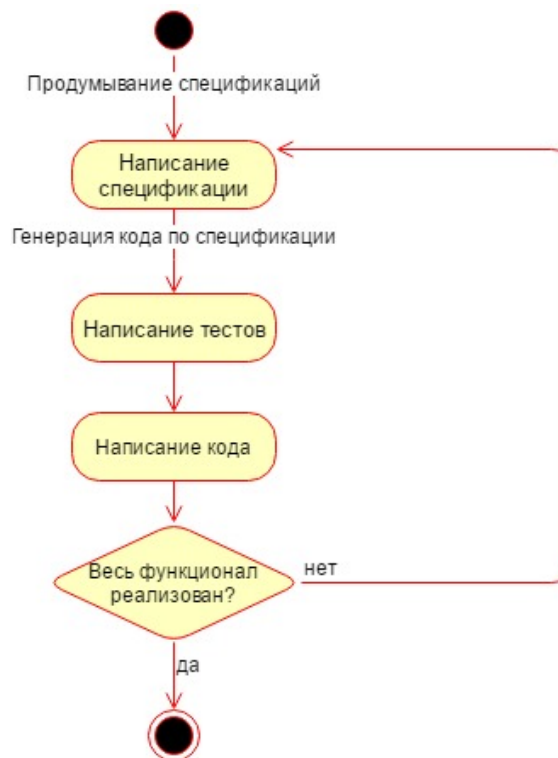 Продумывание спецификаций
Написание
спецификации
Генерация кода по спецификации
Написание тестов
Написание кода
Весь функционал
реализован?
нет
да